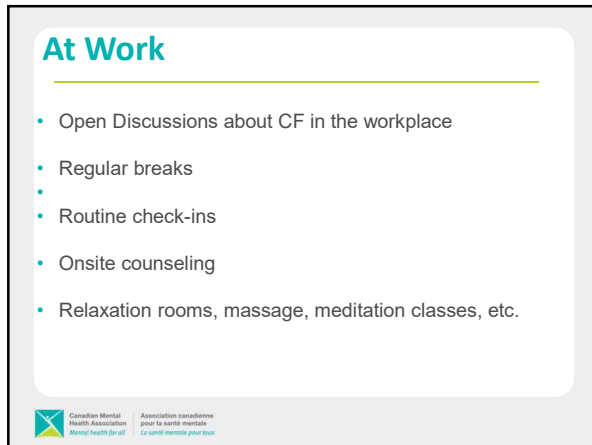 At Work
• Open Discussions about CF in the workplace
• Regular breaks
•
• Routine check-ins
• Onsite counseling
• Relaxation rooms, massage, meditation classes, etc.
Canadian Mental
Health Association
Mental health for all
Association canadienne
pour la santé mentale
La santé mentale pour tous